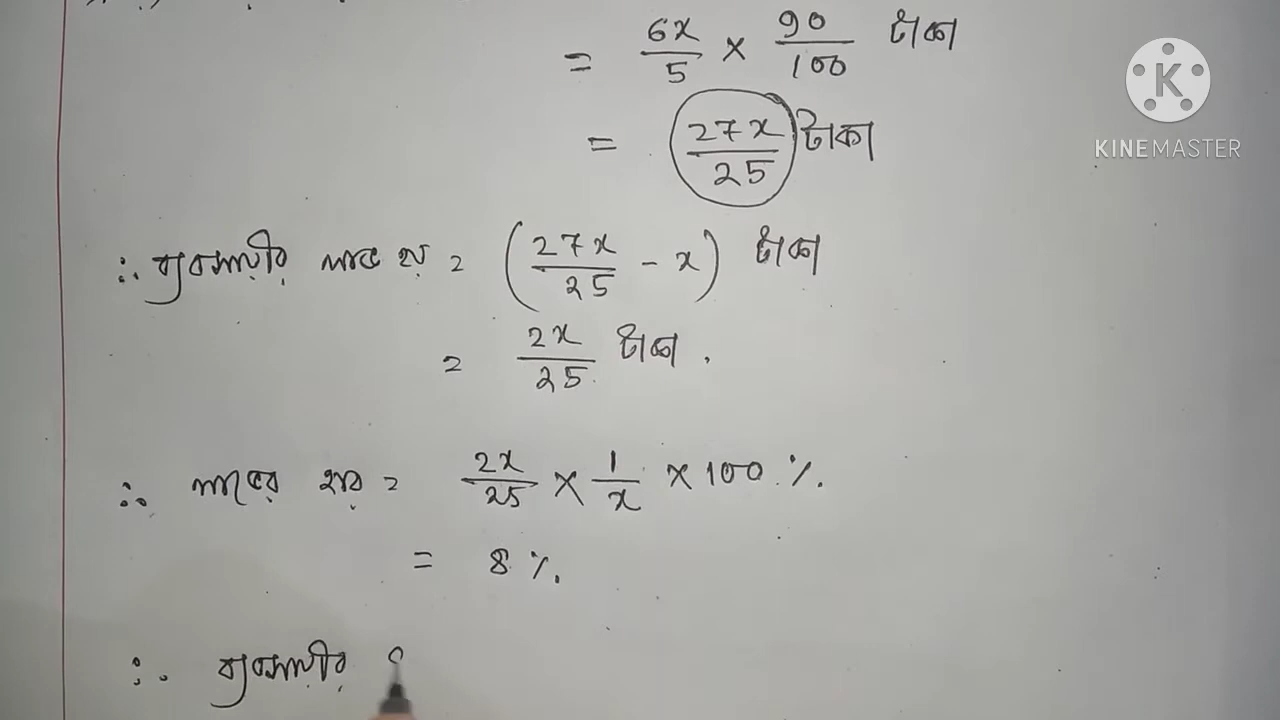 = 6x/5 × 90/100 টাকা
= 27x/25 টাকা
K
KINEMASTER
∴ ব্যবসায়ীর লাভ হয় = (27x/25 - x) টাকা
= 2x/25 টাকা.
∴ লাভের হার = 2x/25 × 1/x × 100 %.
= 8 %.
∴ ব্যবসায়ীর